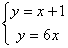 y = x + 1
y = 6x